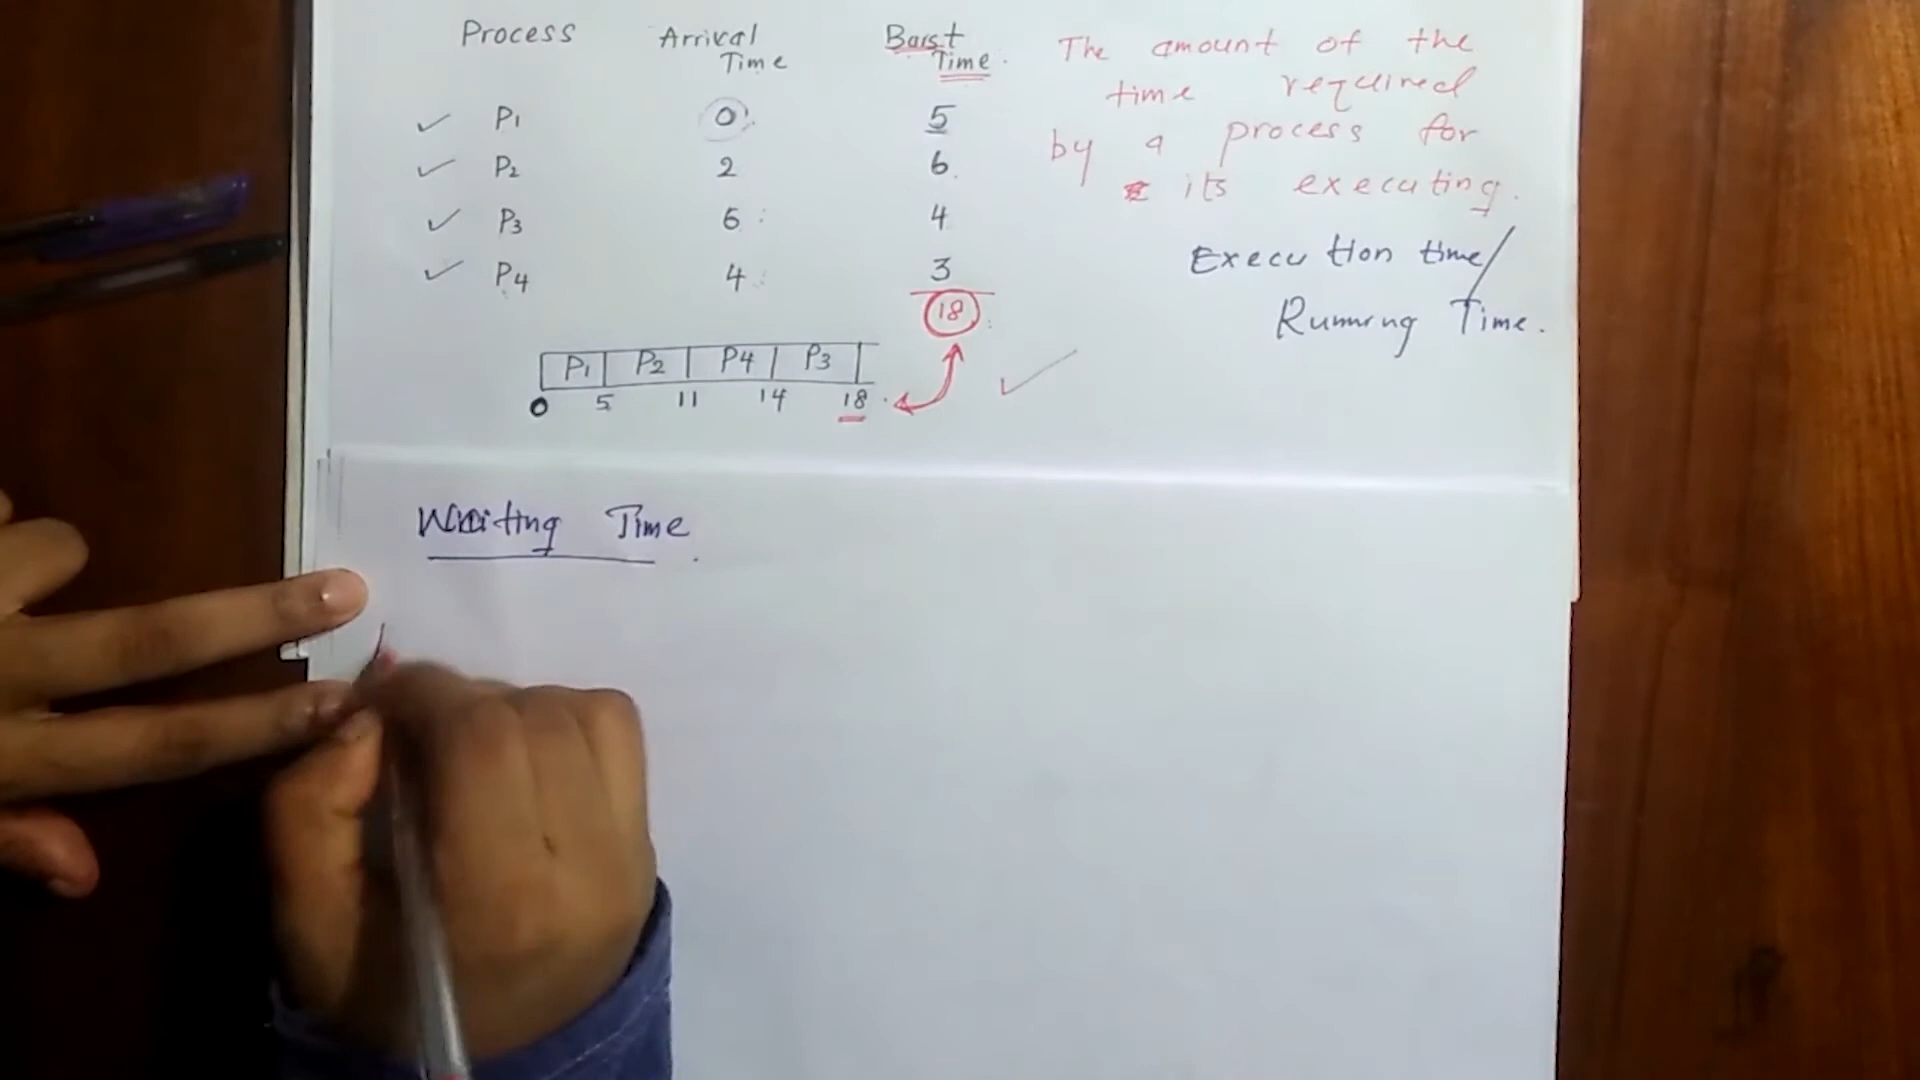 Process Arrival Time Barst Time.
P1 0 5
P2 2 6.
P3 6 4
P4 4 3
18
The amount of the
time required
by a process for
its executing.
Execution time/
Running Time.
P1 P2 P4 P3
0 5 11 14 18
Waiting Time.